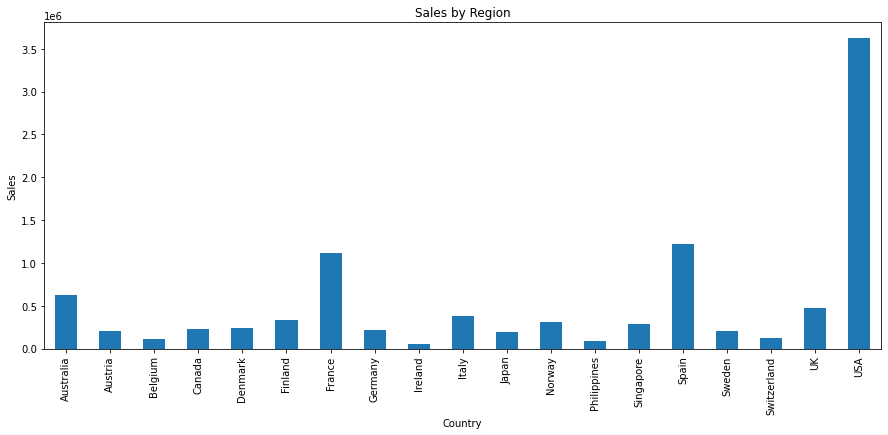 Sales by Region
1e6
3.5
3.0
2.5
2.0
1.5
1.0
0.5
0.0
Sales
Australia
Austria
Belgium
Canada
Denmark
Finland
France
Germany
Ireland
Italy
Japan
Norway
Philippines
Singapore
Spain
Sweden
Switzerland
UK
USA
Country